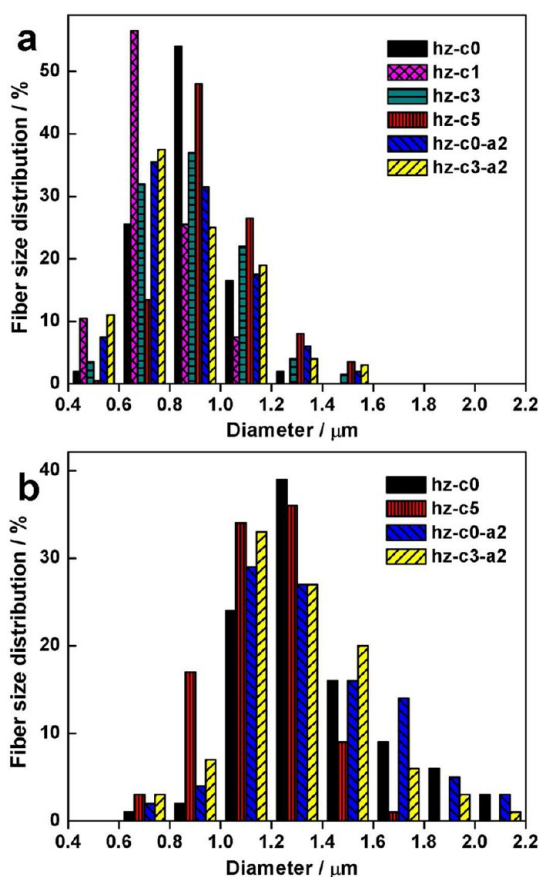 a
Fiber size distribution / %
50
40
30
20
10
0
hz-c0
hz-c1
hz-c3
hz-c5
hz-c0-a2
hz-c3-a2
0.4 0.6 0.8 1.0 1.2 1.4 1.6 1.8 2.0 2.2
Diameter / μm
b
Fiber size distribution / %
40
30
20
10
0
hz-c0
hz-c5
hz-c0-a2
hz-c3-a2
0.4 0.6 0.8 1.0 1.2 1.4 1.6 1.8 2.0 2.2
Diameter / μm